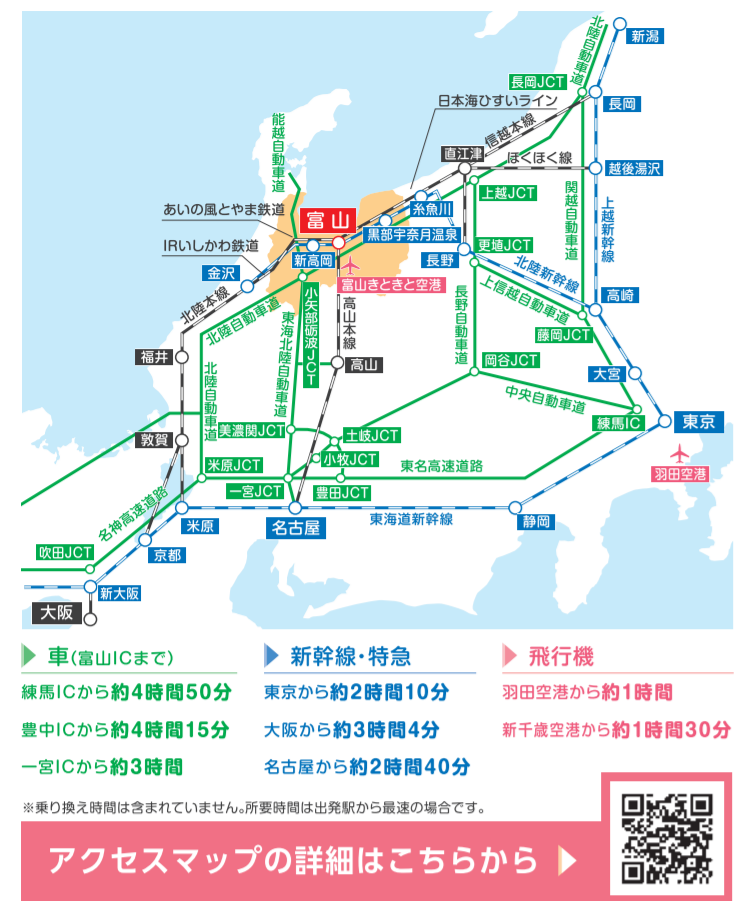 新潟
北陸自動車道
長岡JCT
長岡
日本海ひすいライン
信越本線
能越自動車道
直江津
ほくほく線
越後湯沢
上越JCT
関越自動車道
上越新幹線
糸魚川
あいの風とやま鉄道
富山
黒部宇奈月温泉
更埴JCT
IRいしかわ鉄道
新高岡
長野
北陸新幹線
金沢
富山きときと空港
高崎
北陸本線
小矢部砺波JCT
高山本線
長野自動車道
上信越自動車道
北陸自動車道
東海北陸自動車道
藤岡JCT
福井
高山
岡谷JCT
北陸自動車道
大宮
中央自動車道
敦賀
美濃関JCT
土岐JCT
練馬IC
東京
米原JCT
小牧JCT
東名高速道路
羽田空港
一宮JCT
豊田JCT
名神高速道路
米原
名古屋
東海道新幹線
静岡
吹田JCT
京都
新大阪
大阪
車(富山ICまで)
練馬ICから約4時間50分
豊中ICから約4時間15分
一宮ICから約3時間
新幹線・特急
東京から約2時間10分
大阪から約3時間4分
名古屋から約2時間40分
飛行機
羽田空港から約1時間
新千歳空港から約1時間30分
※乗り換え時間は含まれていません。所要時間は出発駅から最速の場合です。
アクセスマップの詳細はこちらから